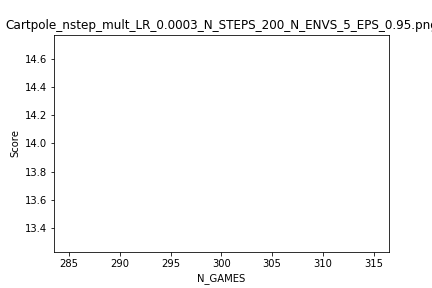 Cartpole_nstep_mult_LR_0.0003_N_STEPS_200_N_ENVS_5_EPS_0.95.png
14.6
14.4
14.2
14.0
13.8
13.6
13.4
Score
285 290 295 300 305 310 315
N_GAMES